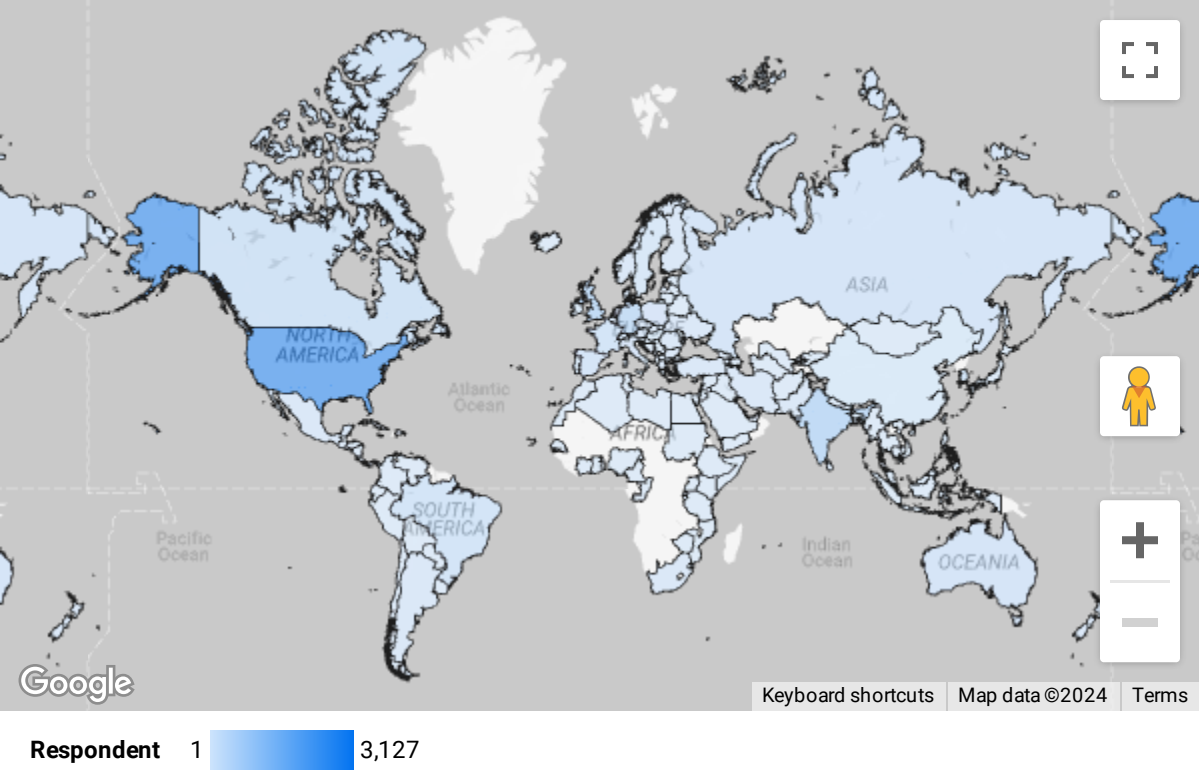 ASIA
NORTH
AMERICA
Atlantic
Ocean
AFRICA
SOUTH
AMERICA
Pacific
Ocean
Indian
Ocean
OCEANIA
Google
Keyboard shortcuts
Map data ©2024
Terms
Respondent 1 3,127